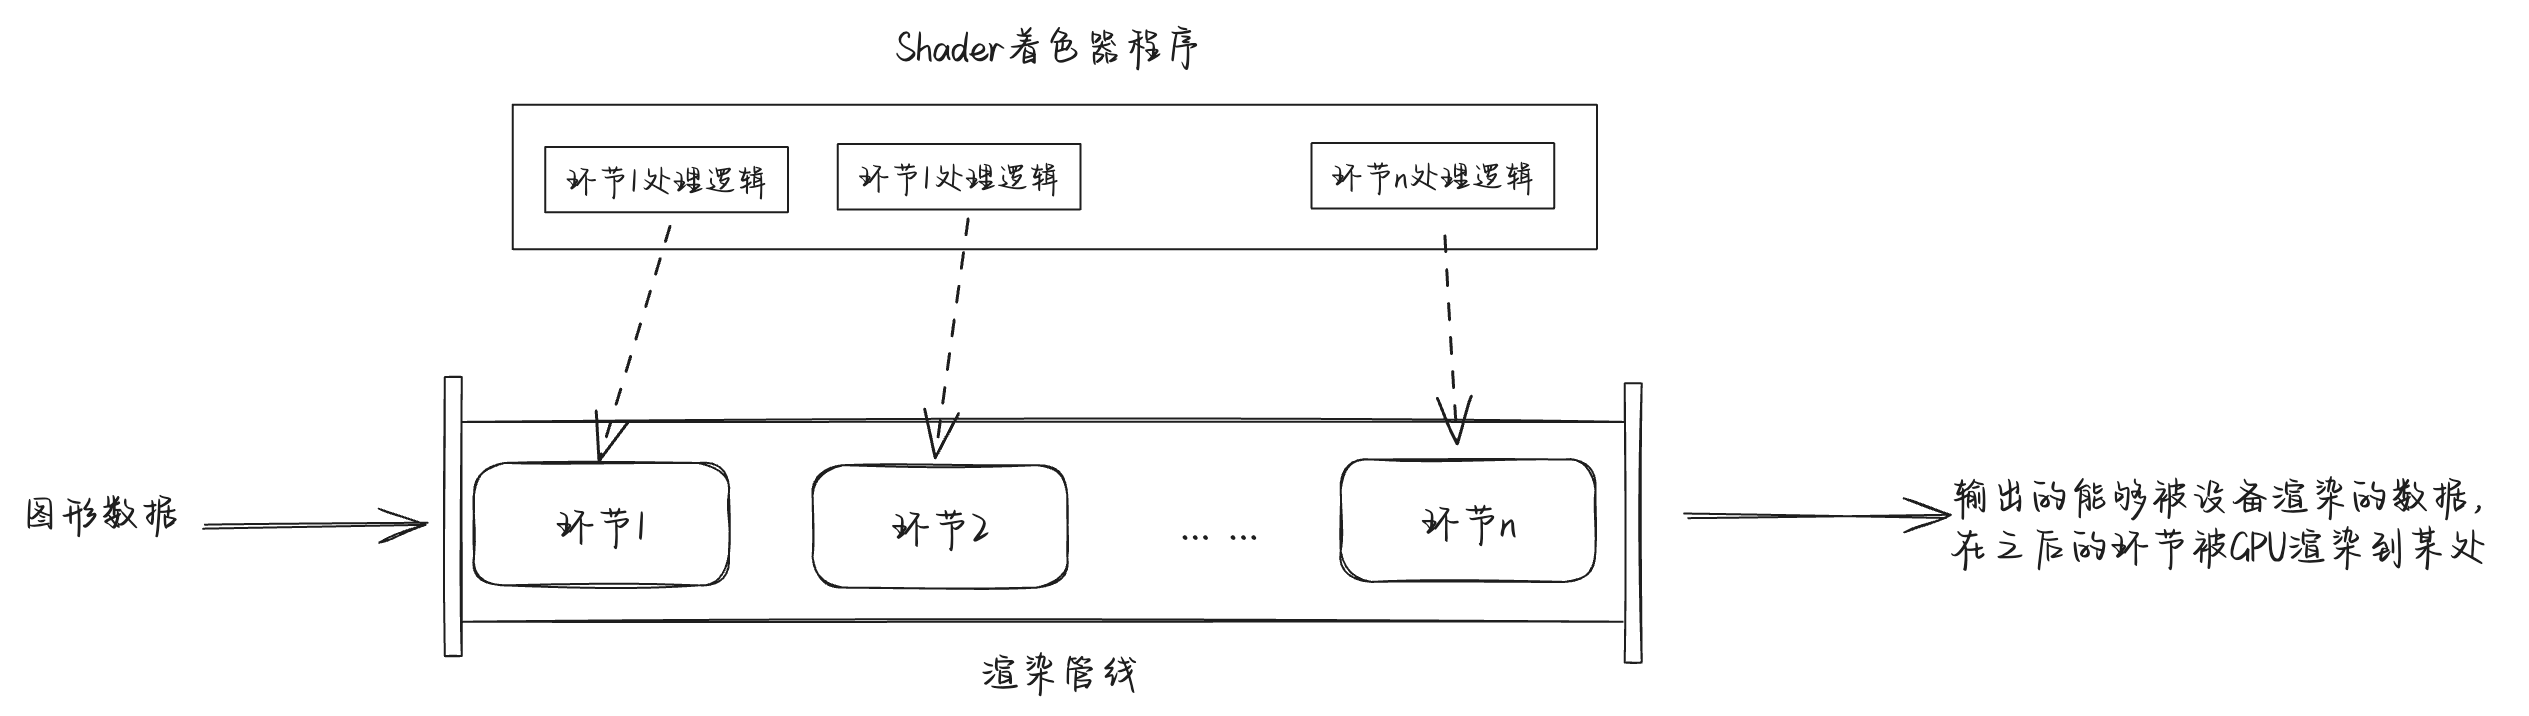 Shader着色器程序
环节1处理逻辑
环节1处理逻辑
环节n处理逻辑
图形数据
环节1
环节2
... ...
环节n
输出的能够被设备渲染的数据,
在之后的环节被GPU渲染到某处
渲染管线